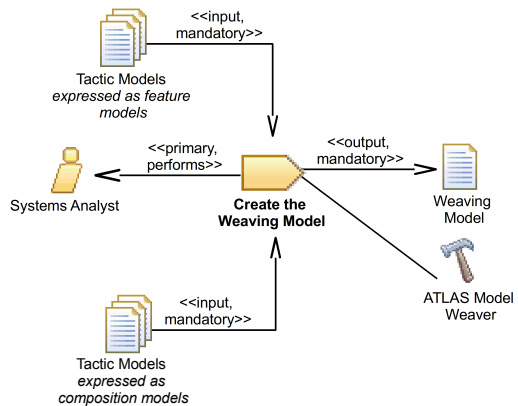 <<input,
mandatory>>
Tactic Models
expressed as feature
models
<<primary,
performs>>
<<output,
mandatory>>
Systems Analyst
Create the
Weaving Model
Weaving
Model
<<input,
mandatory>>
ATLAS Model
Weaver
Tactic Models
expressed as
composition models